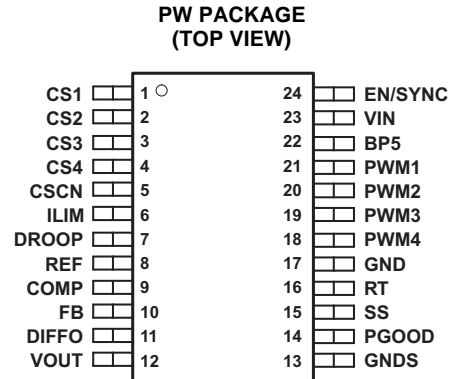 PW PACKAGE
(TOP VIEW)
CS1 1 24 EN/SYNC
CS2 2 23 VIN
CS3 3 22 BP5
CS4 4 21 PWM1
CSCN 5 20 PWM2
ILIM 6 19 PWM3
DROOP 7 18 PWM4
REF 8 17 GND
COMP 9 16 RT
FB 10 15 SS
DIFFO 11 14 PGOOD
VOUT 12 13 GNDS